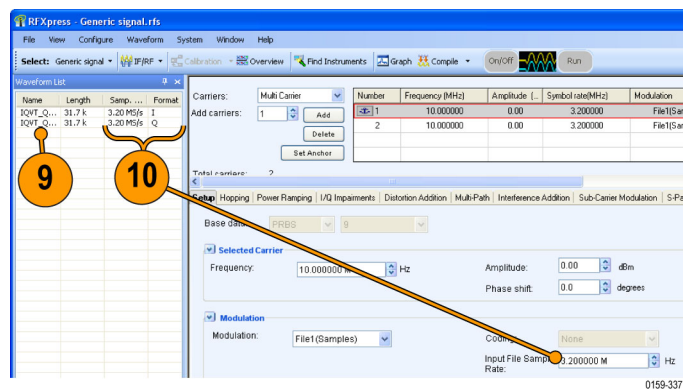 RFXpress - Generic signal.rfs
File View Configure Waveform System Window Help
Select: Generic signal IF/RF Calibration Overview Find Instruments Graph Compile On/Off Run
Waveform List
Name Length Samp. ... Format
IQVT_Q... 31.7 k 3.20 MS/s I
IQVT_Q... 31.7 k 3.20 MS/s Q
9
10
Carriers: Multi Carrier
Add carriers: 1 Add
Delete
Set Anchor
Total carriers: 2
Number Frequency (MHz) Amplitude (... Symbol rate(MHz) Modulation
1 10.000000 0.00 3.200000 File1(Sar
2 10.000000 0.00 3.200000 File1(Sar
Setup Hopping Power Ramping I/Q Impairments Distortion Addition Multi-Path Interference Addition Sub-Carrier Modulation S-Pa
Base data: PRBS 9
Selected Carrier
Frequency: 10.000000 M Hz Amplitude: 0.00 dBm
Phase shift: 0.0 degrees
Modulation
Modulation: File1(Samples) None
Input File Samp
Rate: 3.200000 M Hz
0159-337